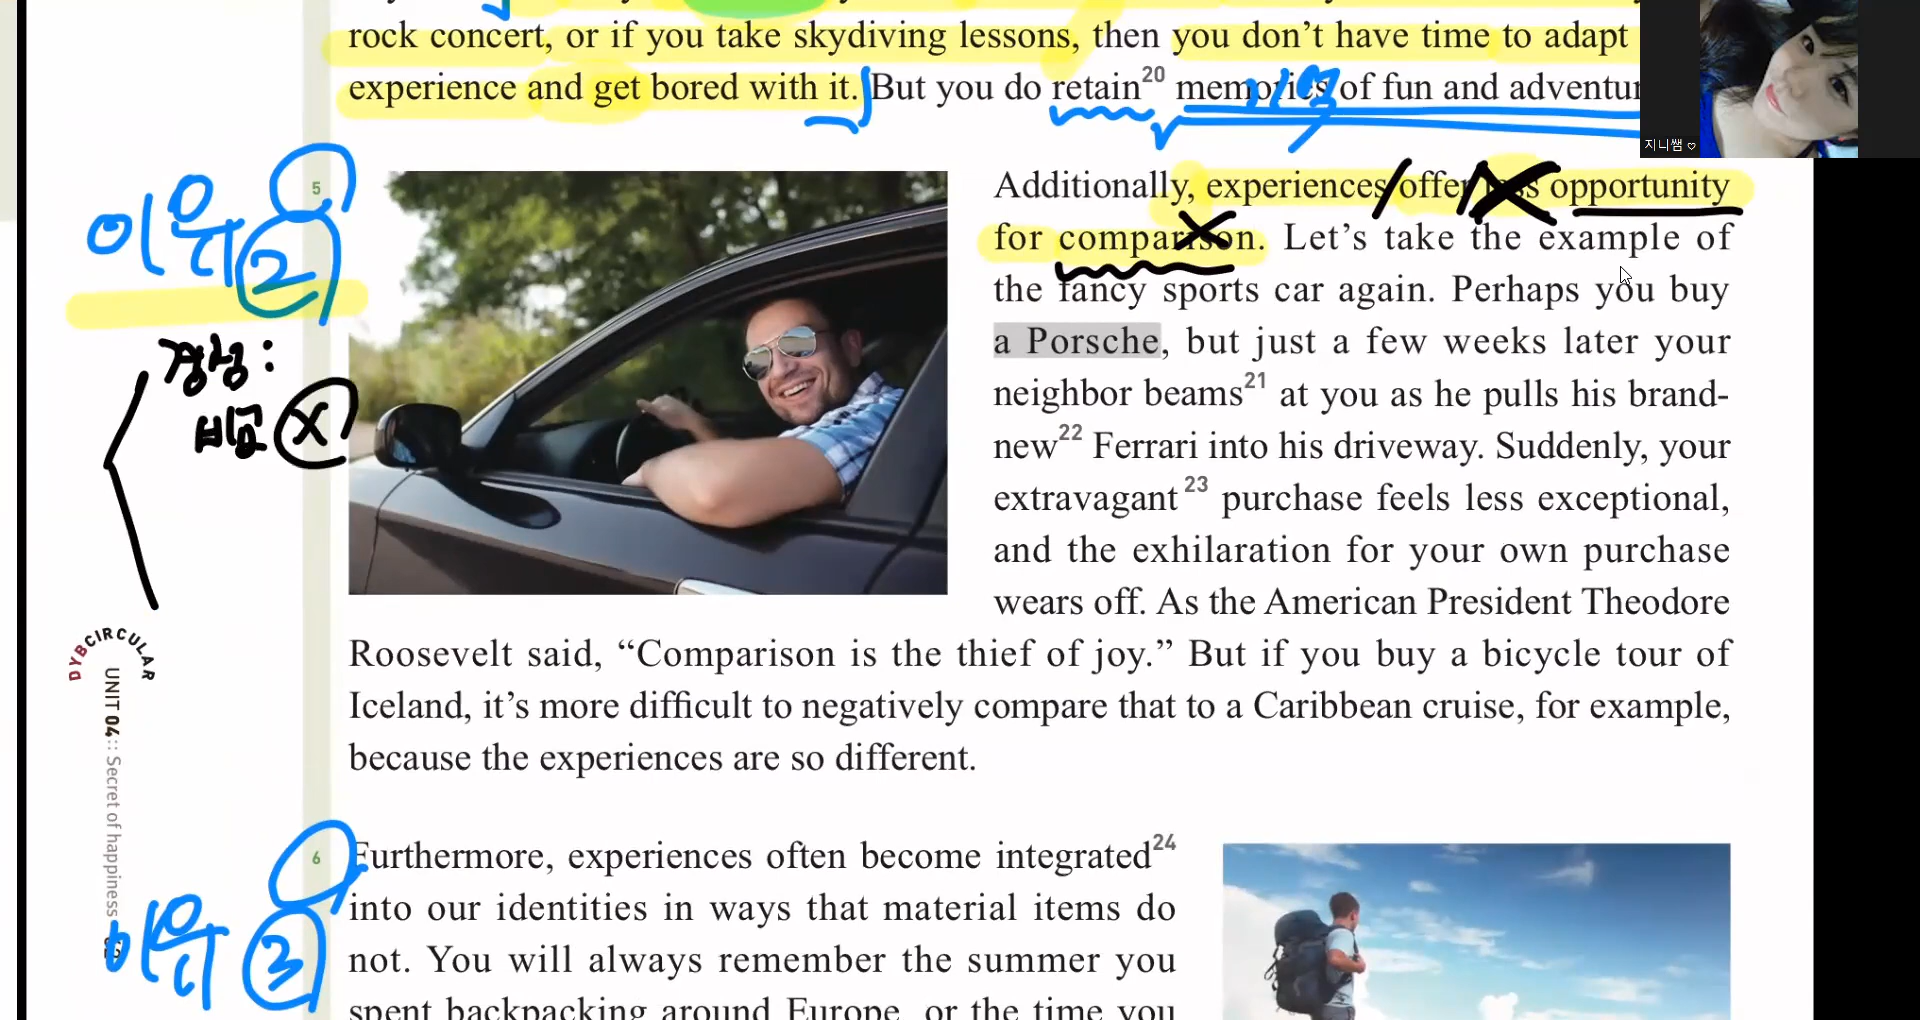 rock concert, or if you take skydiving lessons, then you don't have time to adapt
experience and get bored with it. But you do retain20 memories of fun and adventur
기억
지니쌤 ♡
이유 2
5
Additionally, experiences offer less opportunity
for comparison. Let's take the example of
the fancy sports car again. Perhaps you buy
a Porsche, but just a few weeks later your
neighbor beams21 at you as he pulls his brand-
new22 Ferrari into his driveway. Suddenly, your
extravagant23 purchase feels less exceptional,
and the exhilaration for your own purchase
wears off. As the American President Theodore
Roosevelt said, “Comparison is the thief of joy.” But if you buy a bicycle tour of
Iceland, it's more difficult to negatively compare that to a Caribbean cruise, for example,
because the experiences are so different.
경험:
비교 X
DYBCIRCULAR
UNIT 04 :: Secret of happiness
이유 3
6
Furthermore, experiences often become integrated24
into our identities in ways that material items do
not. You will always remember the summer you
spent backpacking around Europe, or the time you